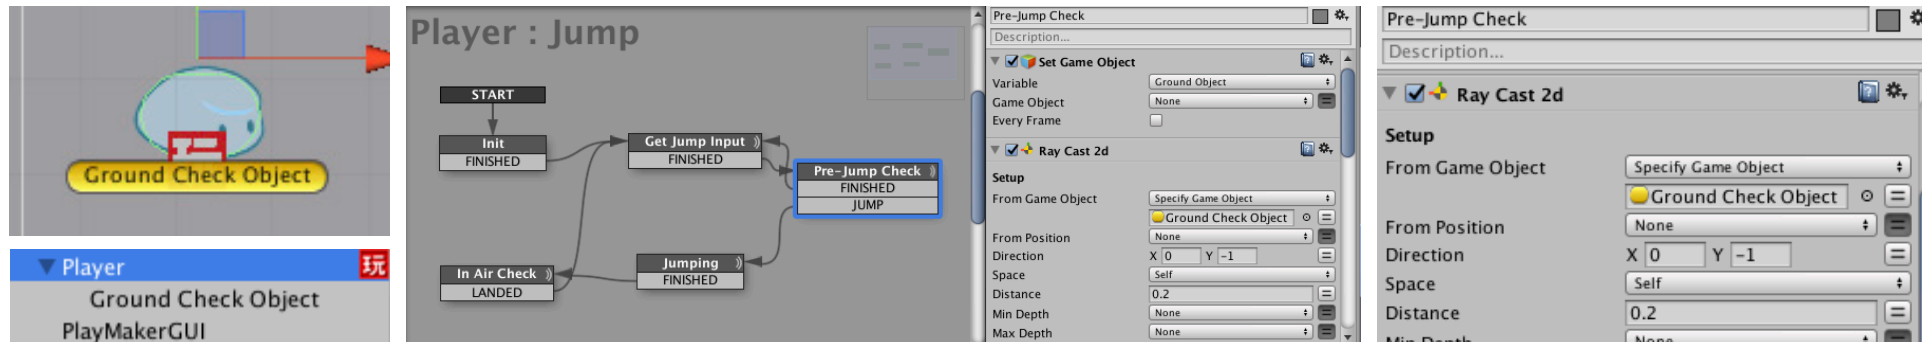 Ground Check Object
Player 玩
Ground Check Object
PlayMakerGUI
Player : Jump
START
Init
FINISHED
Get Jump Input
FINISHED
Pre-Jump Check
FINISHED
JUMP
Jumping
FINISHED
In Air Check
LANDED
Pre-Jump Check
Description...
Set Game Object
Variable Ground Object
Game Object None
Every Frame
Ray Cast 2d
Setup
From Game Object Specify Game Object
Ground Check Object
From Position None
Direction X 0 Y -1
Space Self
Distance 0.2
Min Depth None
Max Depth None
Pre-Jump Check
Description...
Ray Cast 2d
Setup
From Game Object Specify Game Object
Ground Check Object
From Position None
Direction X 0 Y -1
Space Self
Distance 0.2
Min Depth None